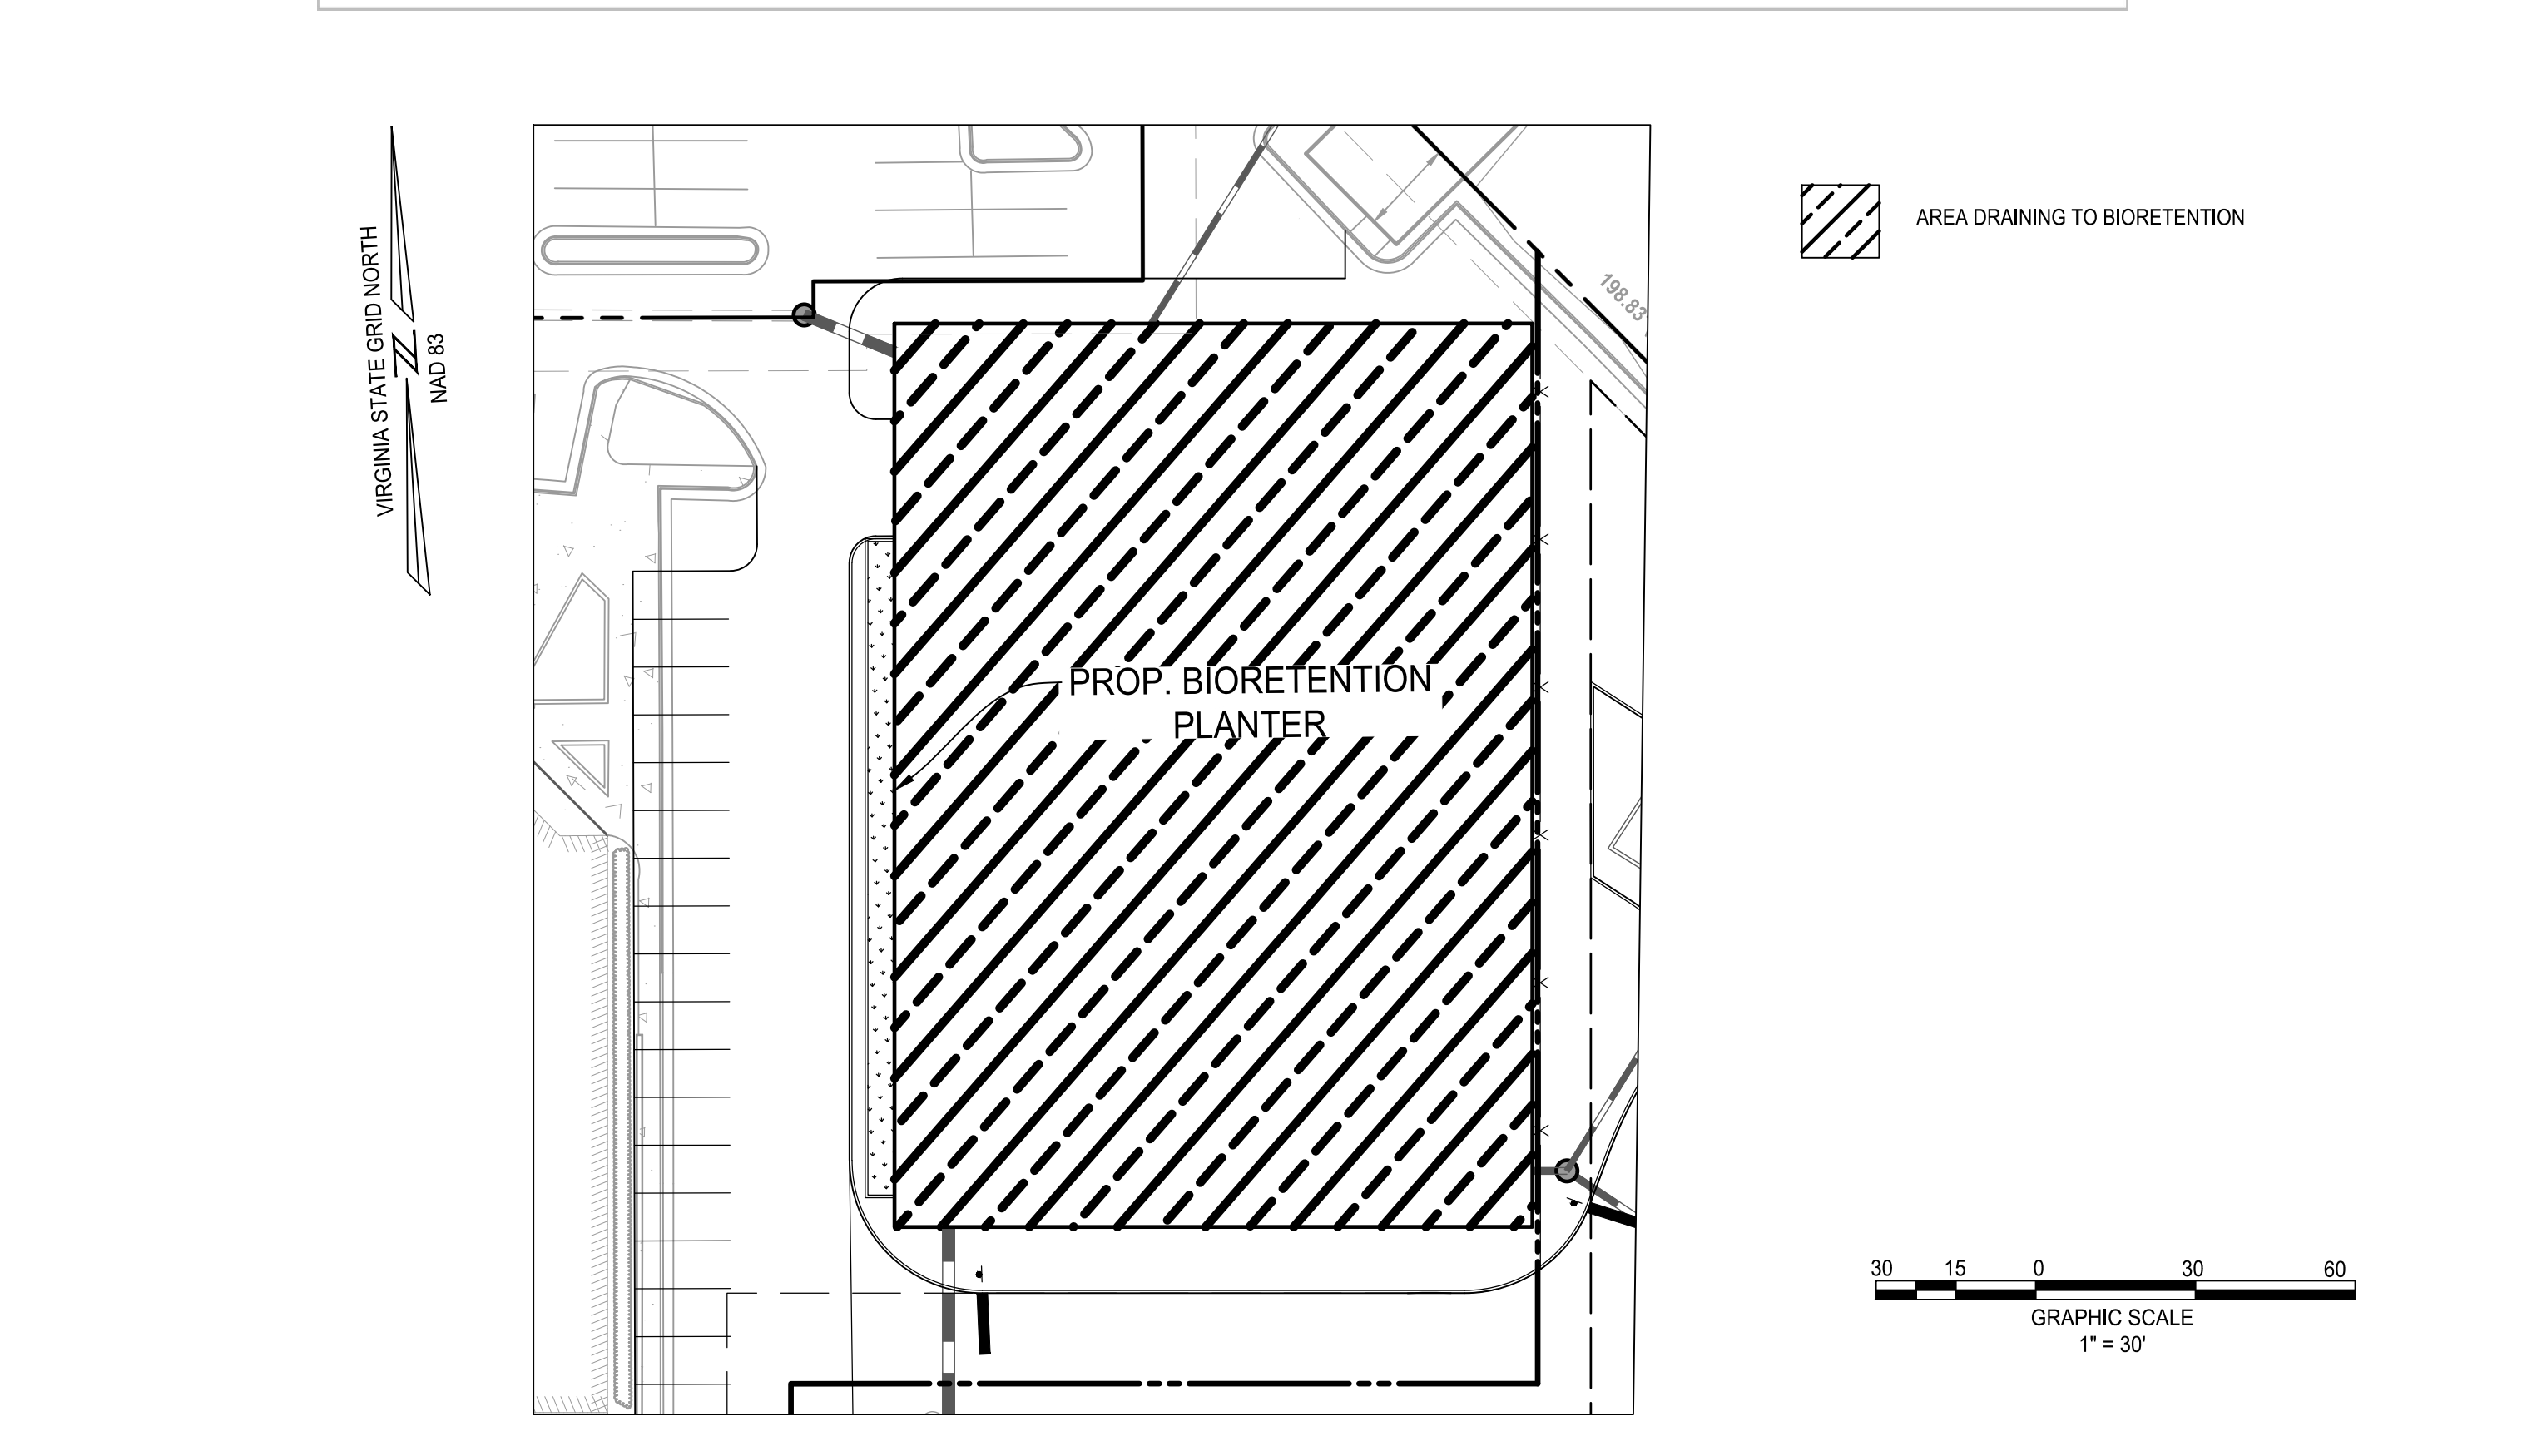 VIRGINIA STATE GRID NORTH
NAD 83
AREA DRAINING TO BIORETENTION
198.83
PROP. BIORETENTION
PLANTER
30 15 0 30 60
GRAPHIC SCALE
1" = 30'